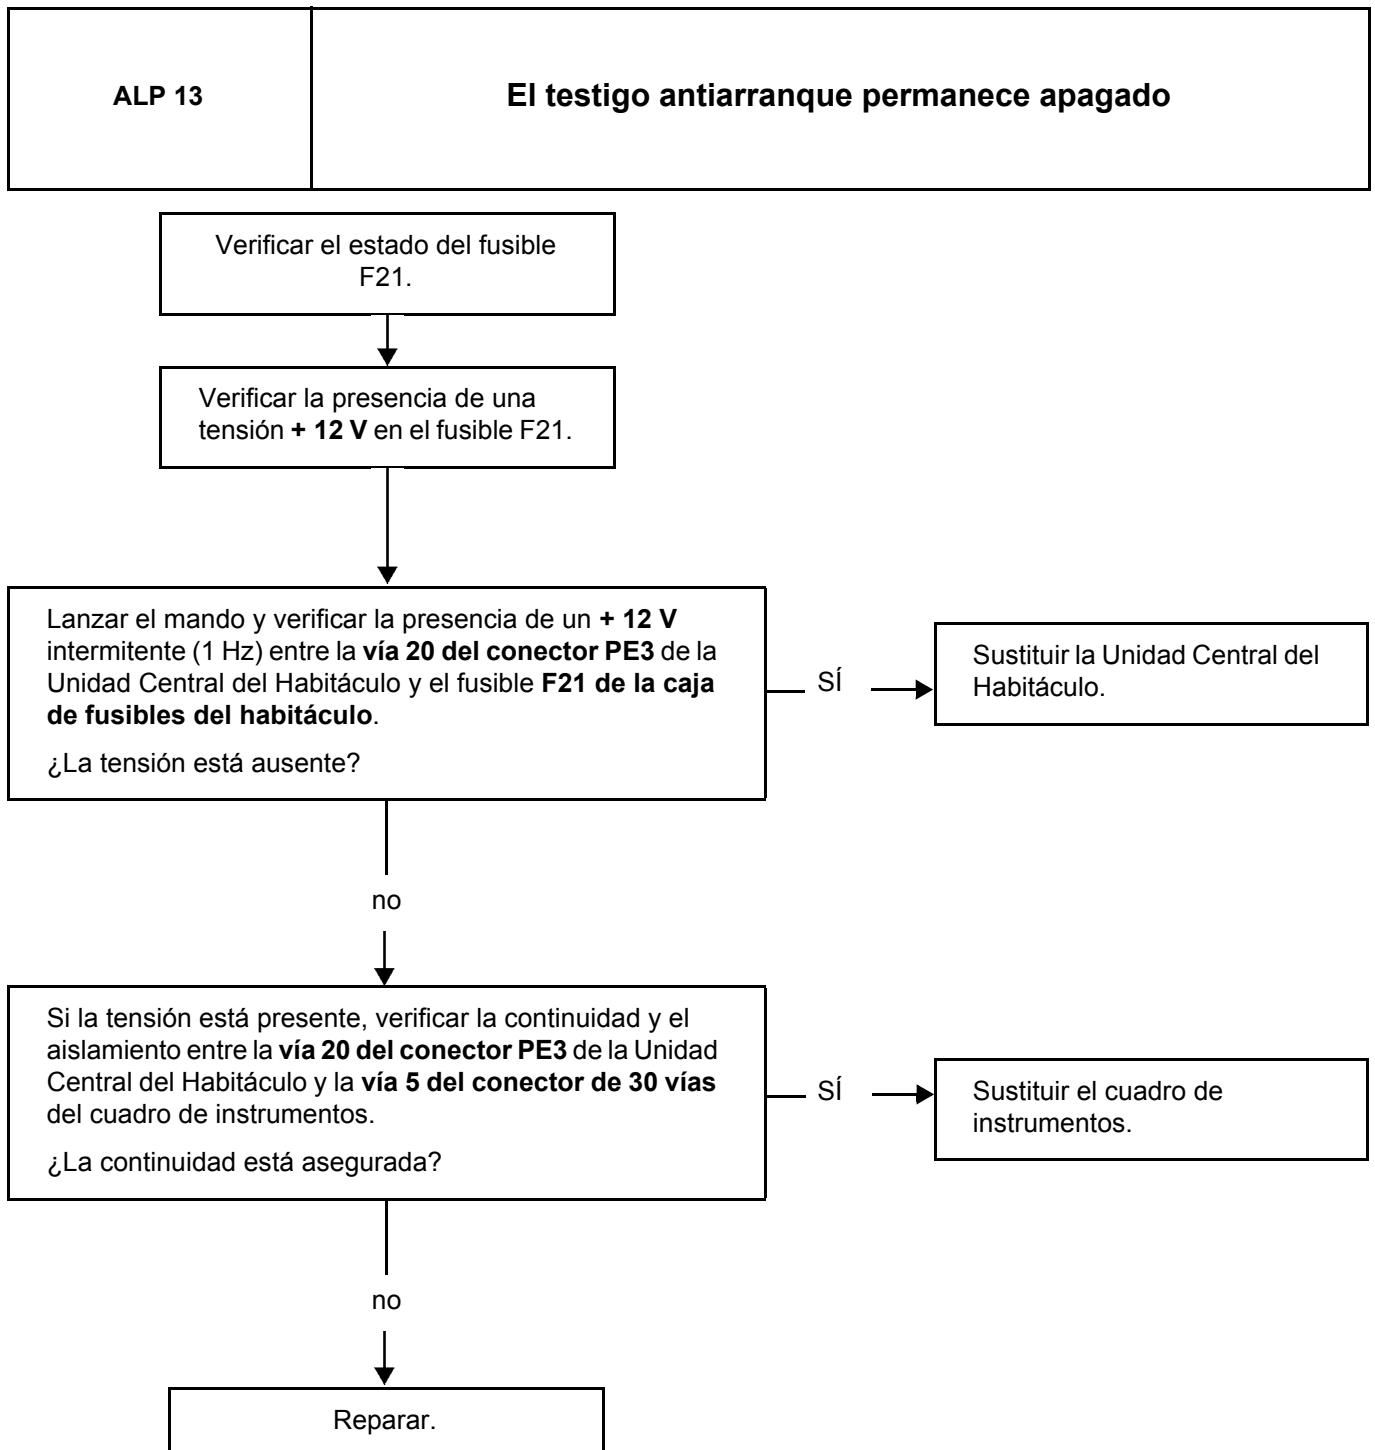 ALP 13
El testigo antiarranque permanece apagado
Verificar el estado del fusible
F21.
Verificar la presencia de una
tensión + 12 V en el fusible F21.
Lanzar el mando y verificar la presencia de un + 12 V
intermitente (1 Hz) entre la vía 20 del conector PE3 de la
Unidad Central del Habitáculo y el fusible F21 de la caja
de fusibles del habitáculo.
¿La tensión está ausente?
SÍ
Sustituir la Unidad Central del
Habitáculo.
no
Si la tensión está presente, verificar la continuidad y el
aislamiento entre la vía 20 del conector PE3 de la Unidad
Central del Habitáculo y la vía 5 del conector de 30 vías
del cuadro de instrumentos.
¿La continuidad está asegurada?
SÍ
Sustituir el cuadro de
instrumentos.
no
Reparar.